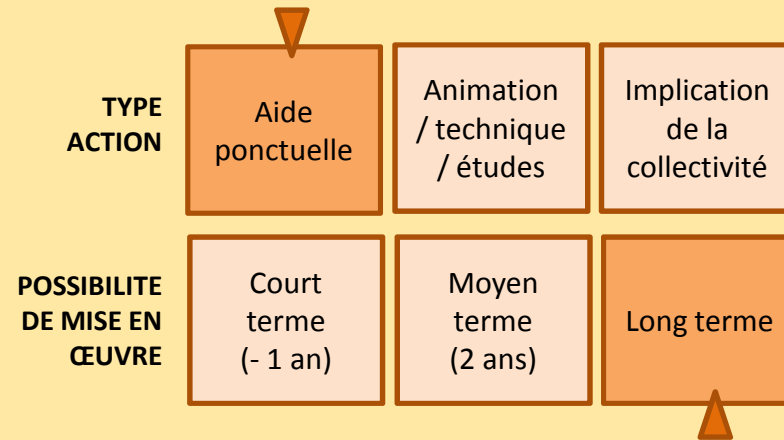 TYPE
ACTION
Aide
ponctuelle
Animation
/ technique
/ études
Implication
de la
collectivité
POSSIBILITE
DE MISE EN
ŒUVRE
Court
terme
(- 1 an)
Moyen
terme
(2 ans)
Long terme